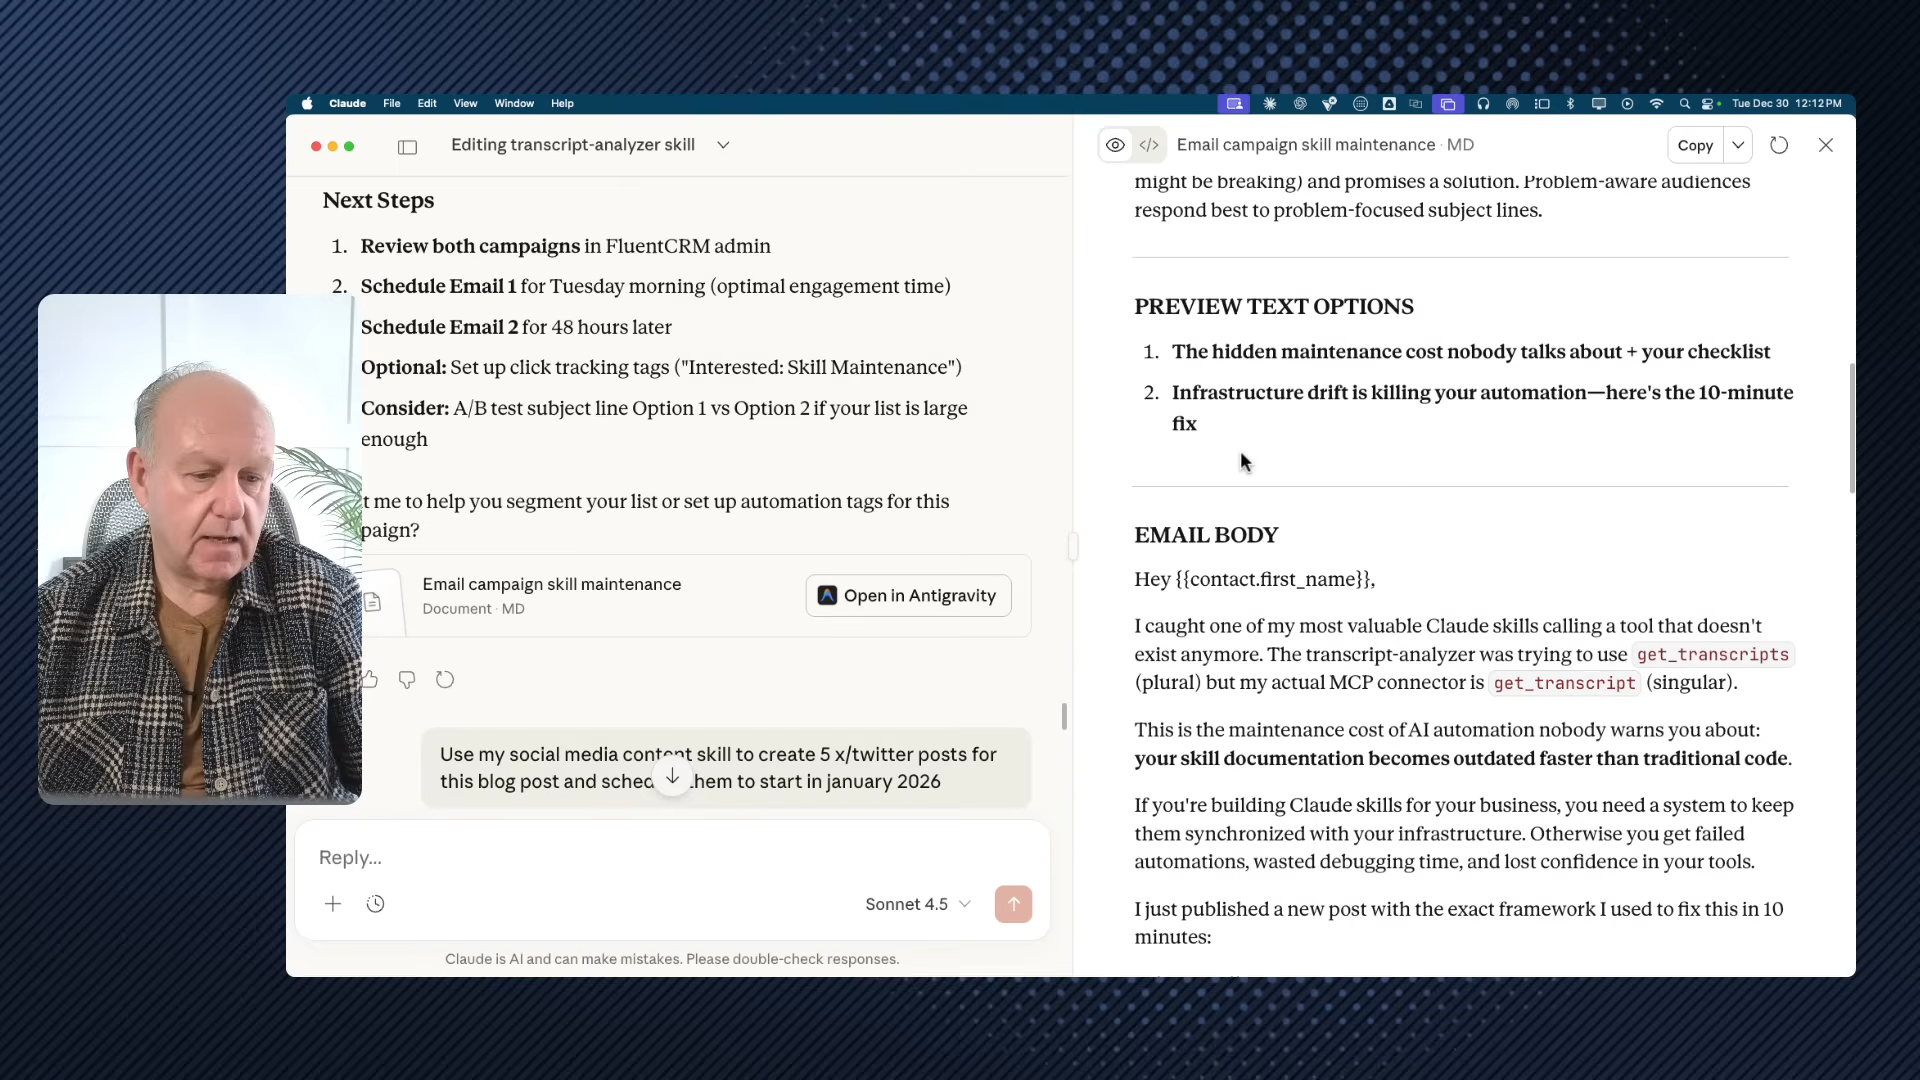 Claude File Edit View Window Help
Tue Dec 30 12:12 PM
Editing transcript-analyzer skill
Next Steps
1. Review both campaigns in FluentCRM admin
2. Schedule Email 1 for Tuesday morning (optimal engagement time)
Schedule Email 2 for 48 hours later
Optional: Set up click tracking tags ("Interested: Skill Maintenance")
Consider: A/B test subject line Option 1 vs Option 2 if your list is large
enough
t me to help you segment your list or set up automation tags for this
paign?
Email campaign skill maintenance
Document · MD
Open in Antigravity
Use my social media content skill to create 5 x/twitter posts for
this blog post and sched them to start in january 2026
Reply...
Sonnet 4.5
Claude is AI and can make mistakes. Please double-check responses.
Email campaign skill maintenance · MD
Copy
might be breaking) and promises a solution. Problem-aware audiences
respond best to problem-focused subject lines.
PREVIEW TEXT OPTIONS
1. The hidden maintenance cost nobody talks about + your checklist
2. Infrastructure drift is killing your automation—here's the 10-minute
fix
EMAIL BODY
Hey {{contact.first_name}},
I caught one of my most valuable Claude skills calling a tool that doesn't
exist anymore. The transcript-analyzer was trying to use get_transcripts
(plural) but my actual MCP connector is get_transcript (singular).
This is the maintenance cost of AI automation nobody warns you about:
your skill documentation becomes outdated faster than traditional code.
If you're building Claude skills for your business, you need a system to keep
them synchronized with your infrastructure. Otherwise you get failed
automations, wasted debugging time, and lost confidence in your tools.
I just published a new post with the exact framework I used to fix this in 10
minutes: